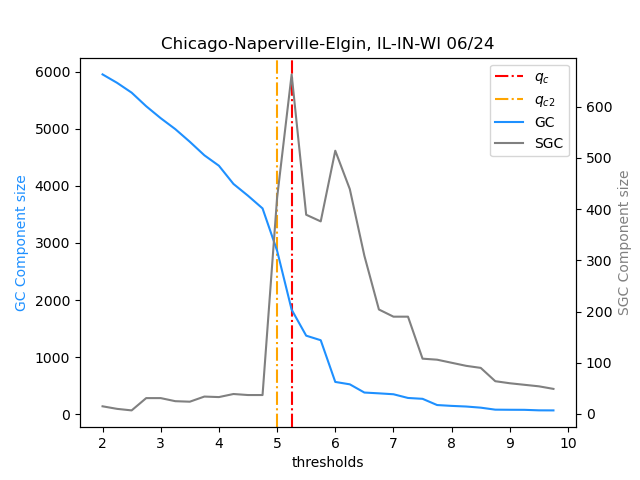 Chicago-Naperville-Elgin, IL-IN-WI 06/24
q_c
q_{c2}
GC
SGC
6000
5000
4000
3000
2000
1000
0
GC Component size
600
500
400
300
200
100
0
SGC Component size
2 3 4 5 6 7 8 9 10
thresholds